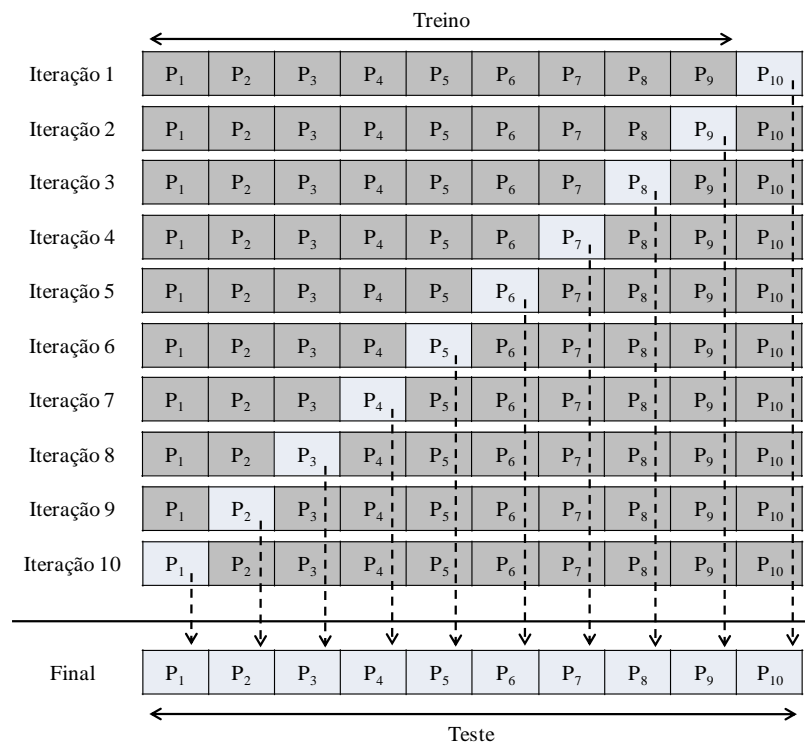 Treino
Iteração 1 P₁ P₂ P₃ P₄ P₅ P₆ P₇ P₈ P₉ P₁₀
Iteração 2 P₁ P₂ P₃ P₄ P₅ P₆ P₇ P₈ P₉ P₁₀
Iteração 3 P₁ P₂ P₃ P₄ P₅ P₆ P₇ P₈ P₉ P₁₀
Iteração 4 P₁ P₂ P₃ P₄ P₅ P₆ P₇ P₈ P₉ P₁₀
Iteração 5 P₁ P₂ P₃ P₄ P₅ P₆ P₇ P₈ P₉ P₁₀
Iteração 6 P₁ P₂ P₃ P₄ P₅ P₆ P₇ P₈ P₉ P₁₀
Iteração 7 P₁ P₂ P₃ P₄ P₅ P₆ P₇ P₈ P₉ P₁₀
Iteração 8 P₁ P₂ P₃ P₄ P₅ P₆ P₇ P₈ P₉ P₁₀
Iteração 9 P₁ P₂ P₃ P₄ P₅ P₆ P₇ P₈ P₉ P₁₀
Iteração 10 P₁ P₂ P₃ P₄ P₅ P₆ P₇ P₈ P₉ P₁₀
Final P₁ P₂ P₃ P₄ P₅ P₆ P₇ P₈ P₉ P₁₀
Teste